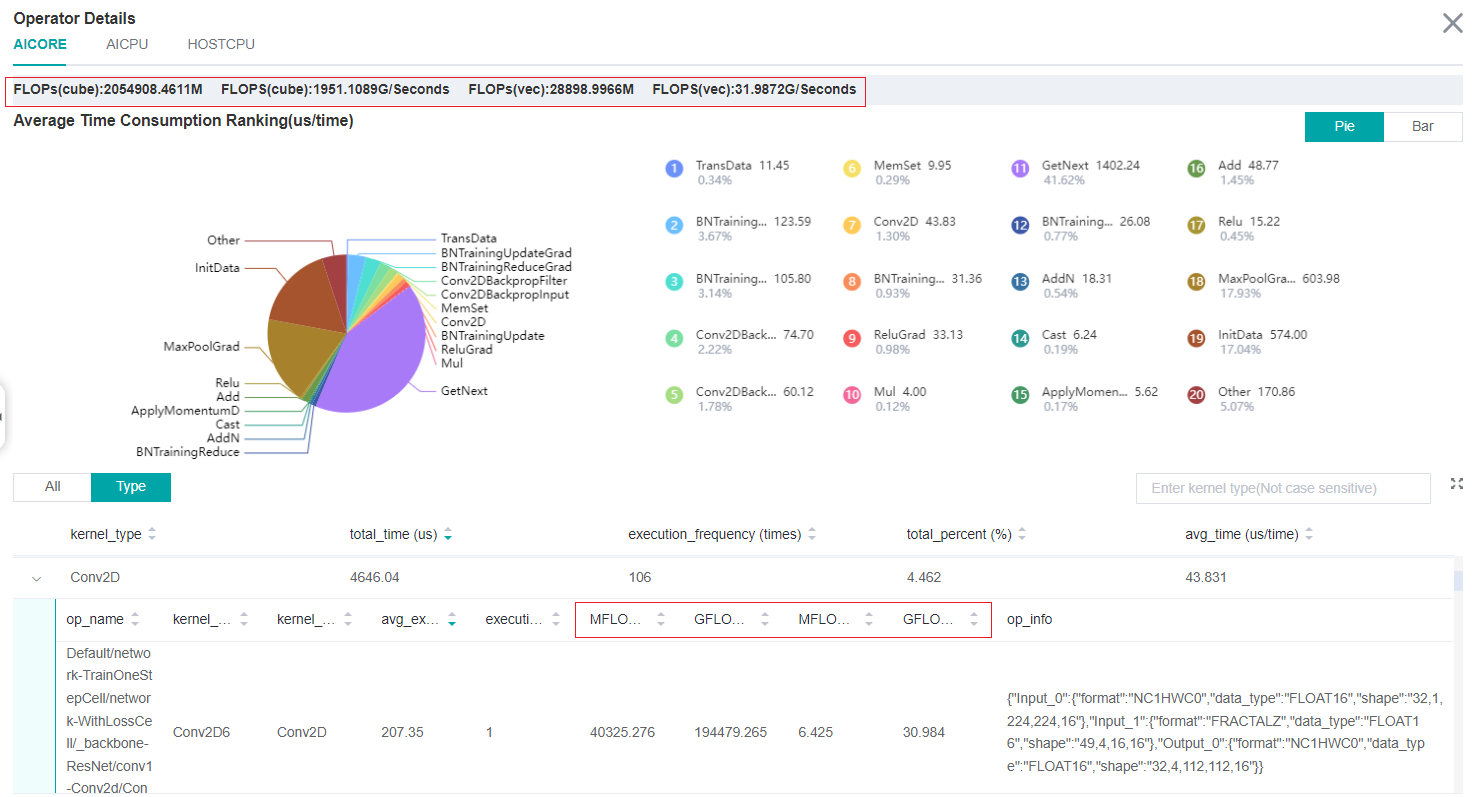 Operator Details
AICORE AICPU HOSTCPU
FLOPs(cube):2054908.4611M FLOPS(cube):1951.1089G/Seconds FLOPs(vec):28898.9966M FLOPS(vec):31.9872G/Seconds
Average Time Consumption Ranking(us/time)
Pie Bar
Other
InitData
MaxPoolGrad
Relu
Add
ApplyMomentumD
Cast
AddN
BNTrainingReduce
TransData
BNTrainingUpdateGrad
BNTrainingReduceGrad
Conv2DBackpropFilter
Conv2DBackpropInput
MemSet
Conv2D
BNTrainingUpdate
ReluGrad
Mul
GetNext
1 TransData 11.45
0.34%
2 BNTraining... 123.59
3.67%
3 BNTraining... 105.80
3.14%
4 Conv2DBack... 74.70
2.22%
5 Conv2DBack... 60.12
1.78%
6 MemSet 9.95
0.29%
7 Conv2D 43.83
1.30%
8 BNTraining... 31.36
0.93%
9 ReluGrad 33.13
0.98%
10 Mul 4.00
0.12%
11 GetNext 1402.24
41.62%
12 BNTraining... 26.08
0.77%
13 AddN 18.31
0.54%
14 Cast 6.24
0.19%
15 ApplyMomen... 5.62
0.17%
16 Add 48.77
1.45%
17 Relu 15.22
0.45%
18 MaxPoolGra... 603.98
17.93%
19 InitData 574.00
17.04%
20 Other 170.86
5.07%
All Type
Enter kernel type(Not case sensitive)
kernel_type total_time (us) execution_frequency (times) total_percent (%) avg_time (us/time)
Conv2D 4646.04 106 4.462 43.831
op_name kernel_... kernel_... avg_ex... executi... MFLO... GFLO... MFLO... GFLO... op_info
Default/netwo
rk-TrainOneSt
epCell/networ
k-WithLossCe
ll/_backbone-
ResNet/conv1
-Conv2d/Con
Conv2D6 Conv2D 207.35 1 40325.276 194479.265 6.425 30.984
{"Input_0":{"format":"NC1HWC0","data_type":"FLOAT16","shape":"32,1,
224,224,16"},"Input_1":{"format":"FRACTALZ","data_type":"FLOAT1
6","shape":"49,4,16,16"},"Output_0":{"format":"NC1HWC0","data_typ
e":"FLOAT16","shape":"32,4,112,112,16"}}